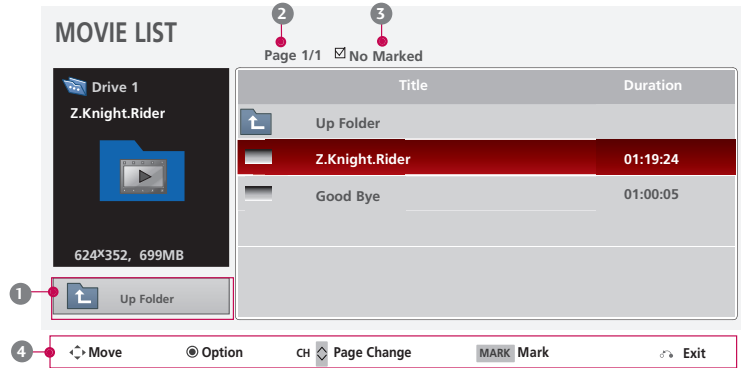 2
3
MOVIE LIST
Page 1/1 No Marked
Drive 1
Z.Knight.Rider
624x352, 699MB
Title Duration
Up Folder
Z.Knight.Rider 01:19:24
Good Bye 01:00:05
1
Up Folder
4
Move Option CH Page Change MARK Mark Exit